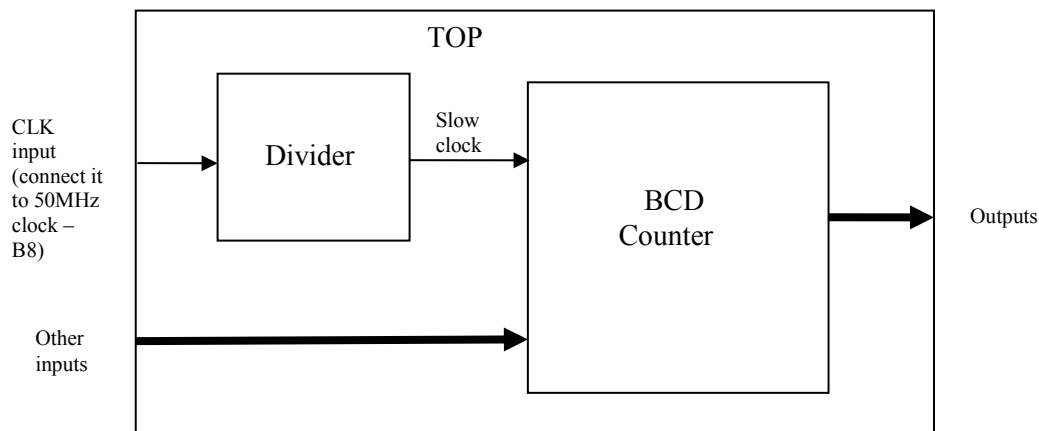 TOP
CLK
input
(connect it
to 50MHz
clock –
B8)
Divider
Slow
clock
BCD
Counter
Outputs
Other
inputs